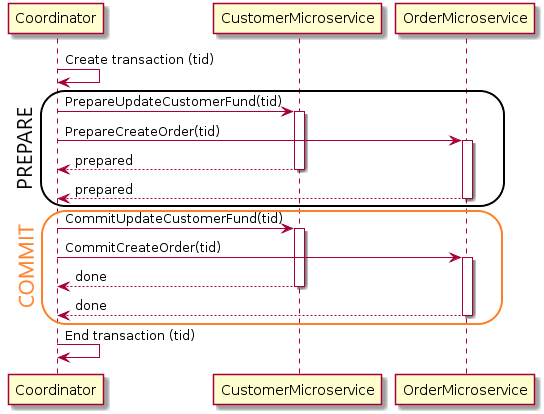 Coordinator CustomerMicroservice OrderMicroservice
Create transaction (tid)
PREPARE
PrepareUpdateCustomerFund(tid)
PrepareCreateOrder(tid)
prepared
prepared
COMMIT
CommitUpdateCustomerFund(tid)
CommitCreateOrder(tid)
done
done
End transaction (tid)
Coordinator CustomerMicroservice OrderMicroservice